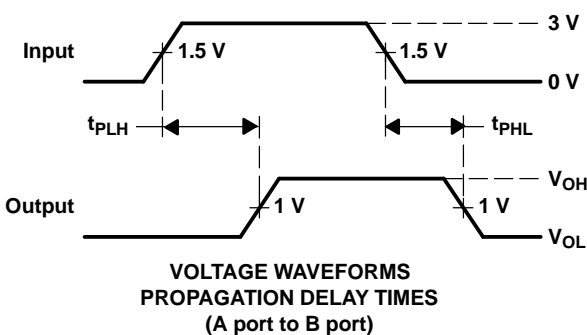 3 V
Input
1.5 V
1.5 V
0 V
tPLH
tPHL
VOH
Output
1 V
1 V
VOL
VOLTAGE WAVEFORMS
PROPAGATION DELAY TIMES
(A port to B port)